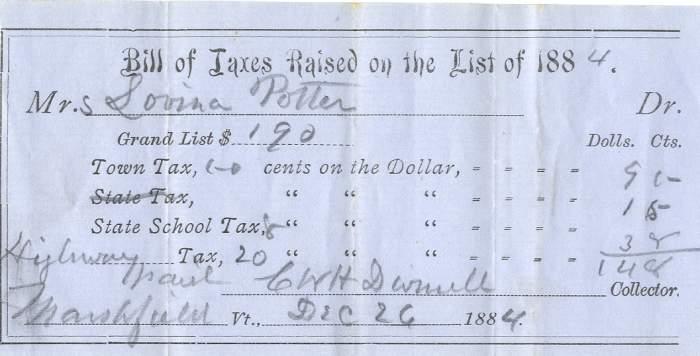 Bill of Taxes Raised on the List of 1884.
Mrs Lovina Potter Dr.
Grand List $ 190 Dolls. Cts.
Town Tax, 50 cents on the Dollar, = = = = 95
State Tax, “ “ “ = = = =
State School Tax, 8 “ “ “ = = = = 15
Highway Tax, 20 “ “ “ = = = = 38
148
Paid C W H Dwinell Collector.
Marshfield Vt., Dec 26 1884.